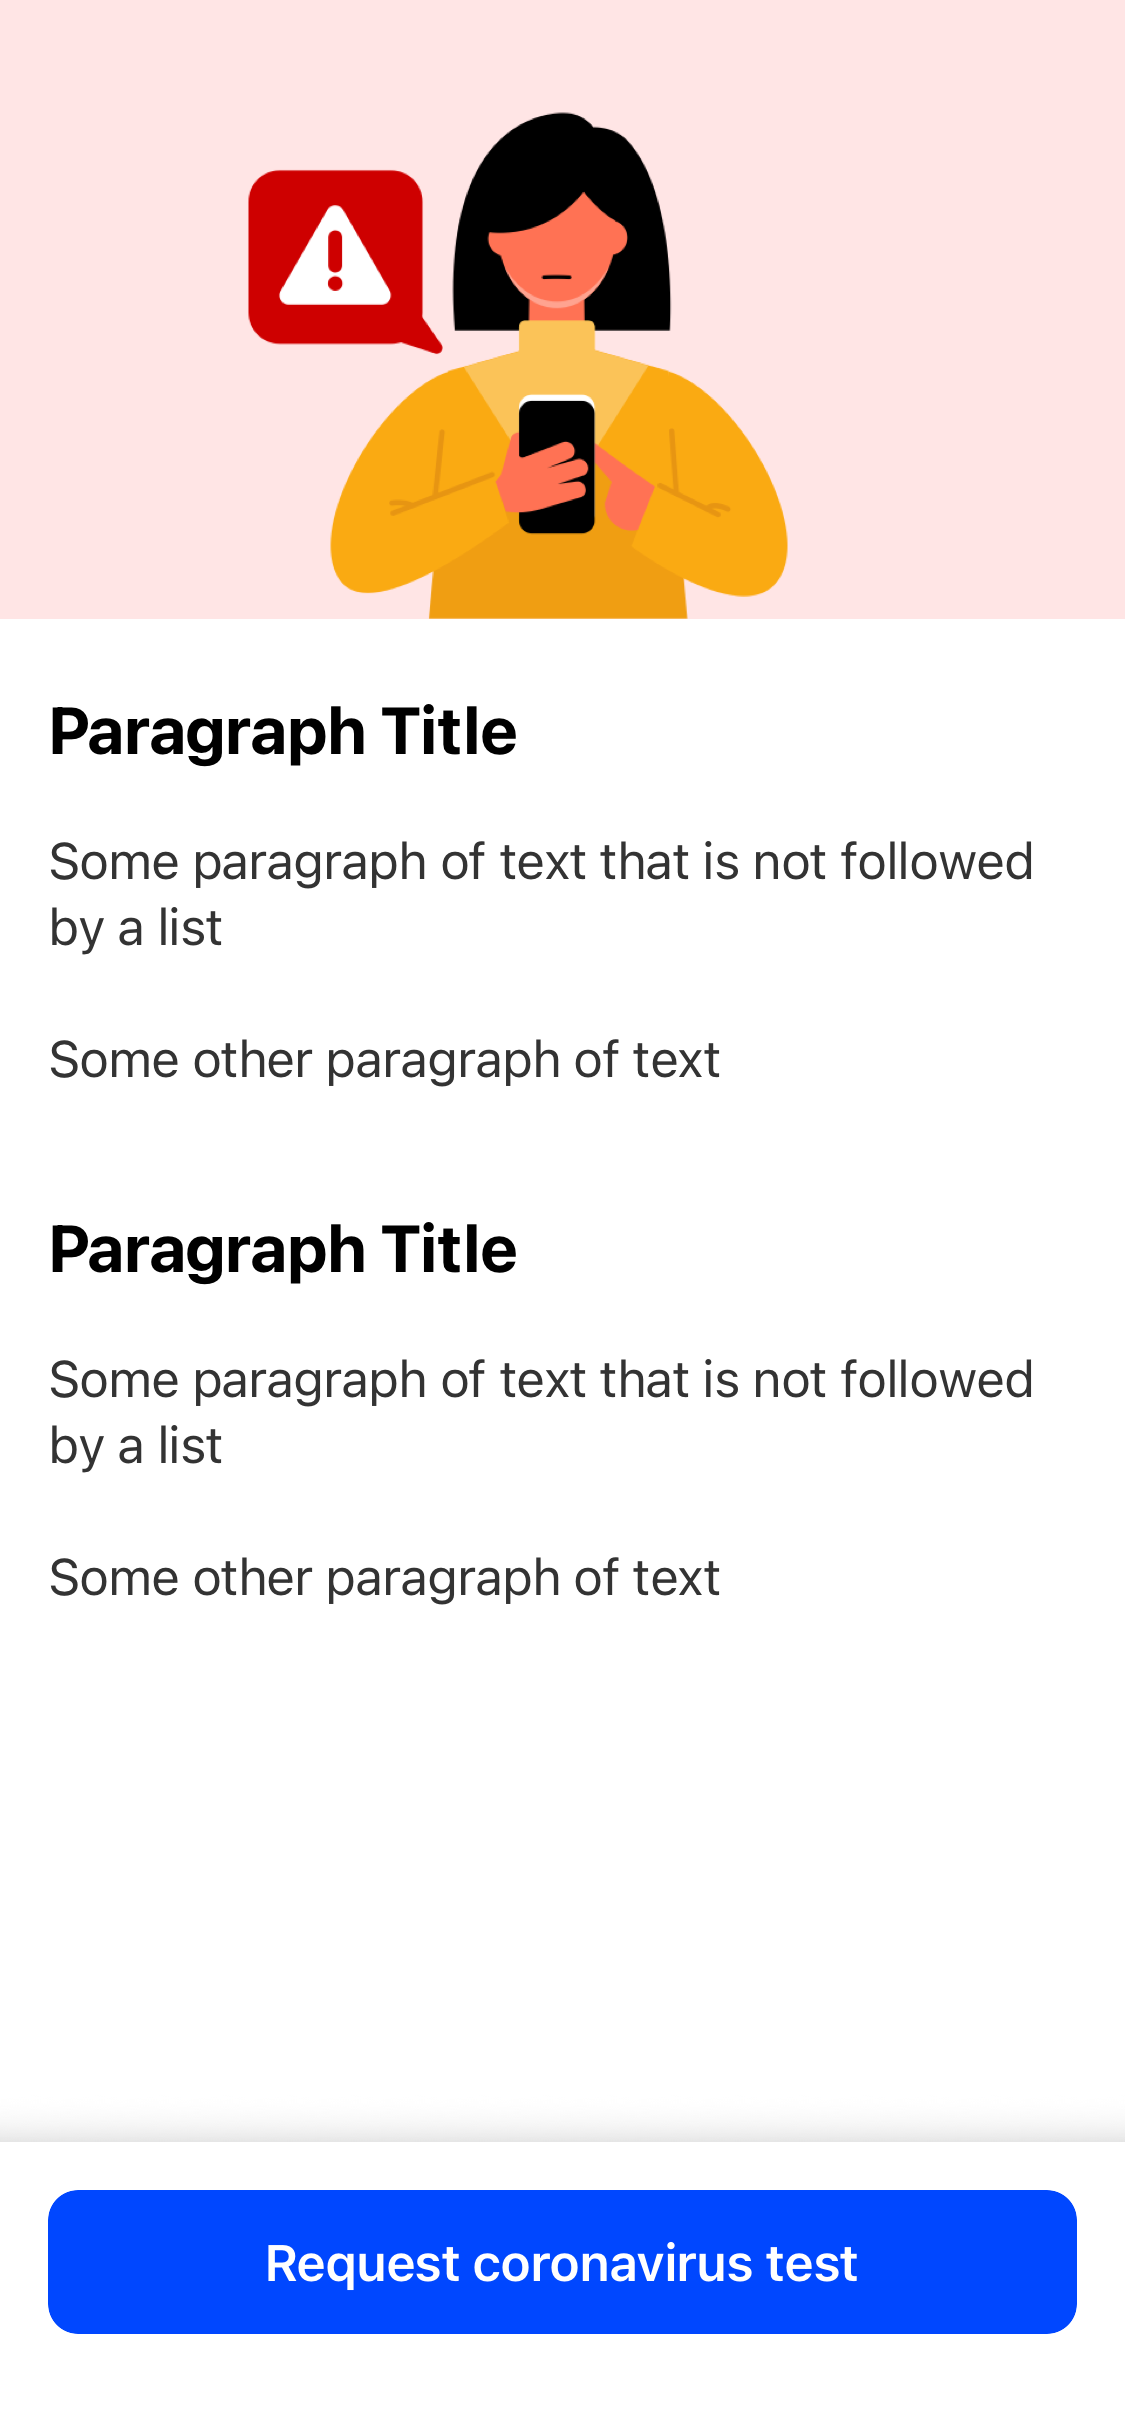 Paragraph Title
Some paragraph of text that is not followed
by a list
Some other paragraph of text
Paragraph Title
Some paragraph of text that is not followed
by a list
Some other paragraph of text
Request coronavirus test